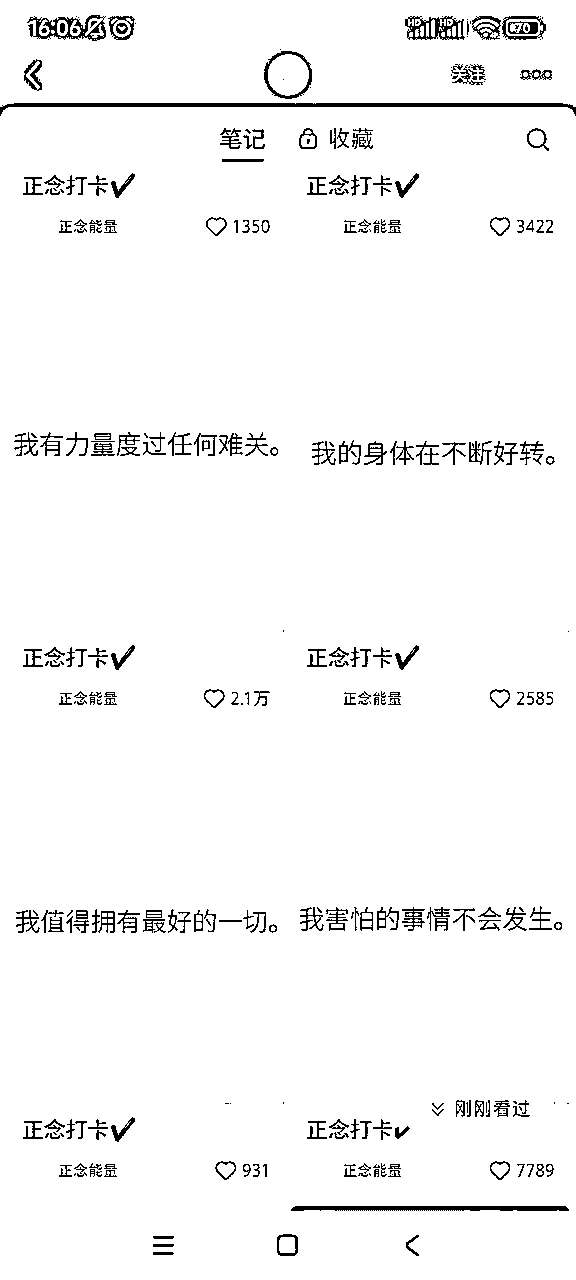 16:06
HD HD 70
关注
笔记 收藏
正念打卡✔
正念能量 1350
正念打卡✔
正念能量 3422
我有力量度过任何难关。
我的身体在不断好转。
正念打卡✔
正念能量 2.1万
正念打卡✔
正念能量 2585
我值得拥有最好的一切。
我害怕的事情不会发生。
刚刚看过
正念打卡✔
正念能量 931
正念打卡✔
正念能量 7789